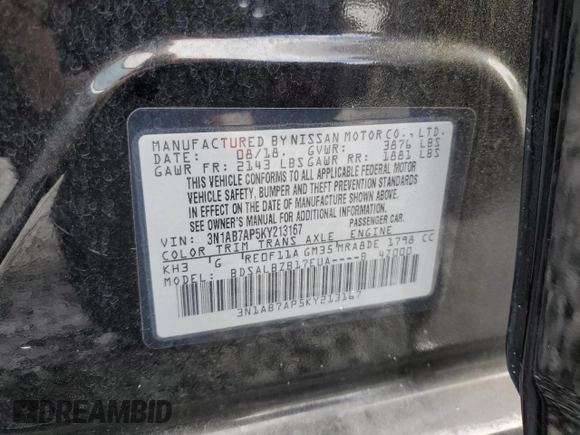 MANUFACTURED BY NISSAN MOTOR CO., LTD.
DATE: 08/18. GVWR: 3876 LBS
GAWR FR: 2143 LBS GAWR RR: 1881 LBS
THIS VEHICLE CONFORMS TO ALL APPLICABLE FEDERAL MOTOR
VEHICLE SAFETY, BUMPER AND THEFT PREVENTION STANDARDS
IN EFFECT ON THE DATE OF MANUFACTURE SHOWN ABOVE.
SEE OWNER'S MANUAL FOR ADDITIONAL INFORMATION.
VIN: 3N1AB7AP5KY213167 PASSENGER CAR.
COLOR TRIM TRANS AXLE ENGINE
KH3 G RE0F11A GM35 MRA8DE 1798 CC
MODEL: BDSALBZB17EUA----B 4Z000
3N1AB7AP5KY213167
DREAMBID